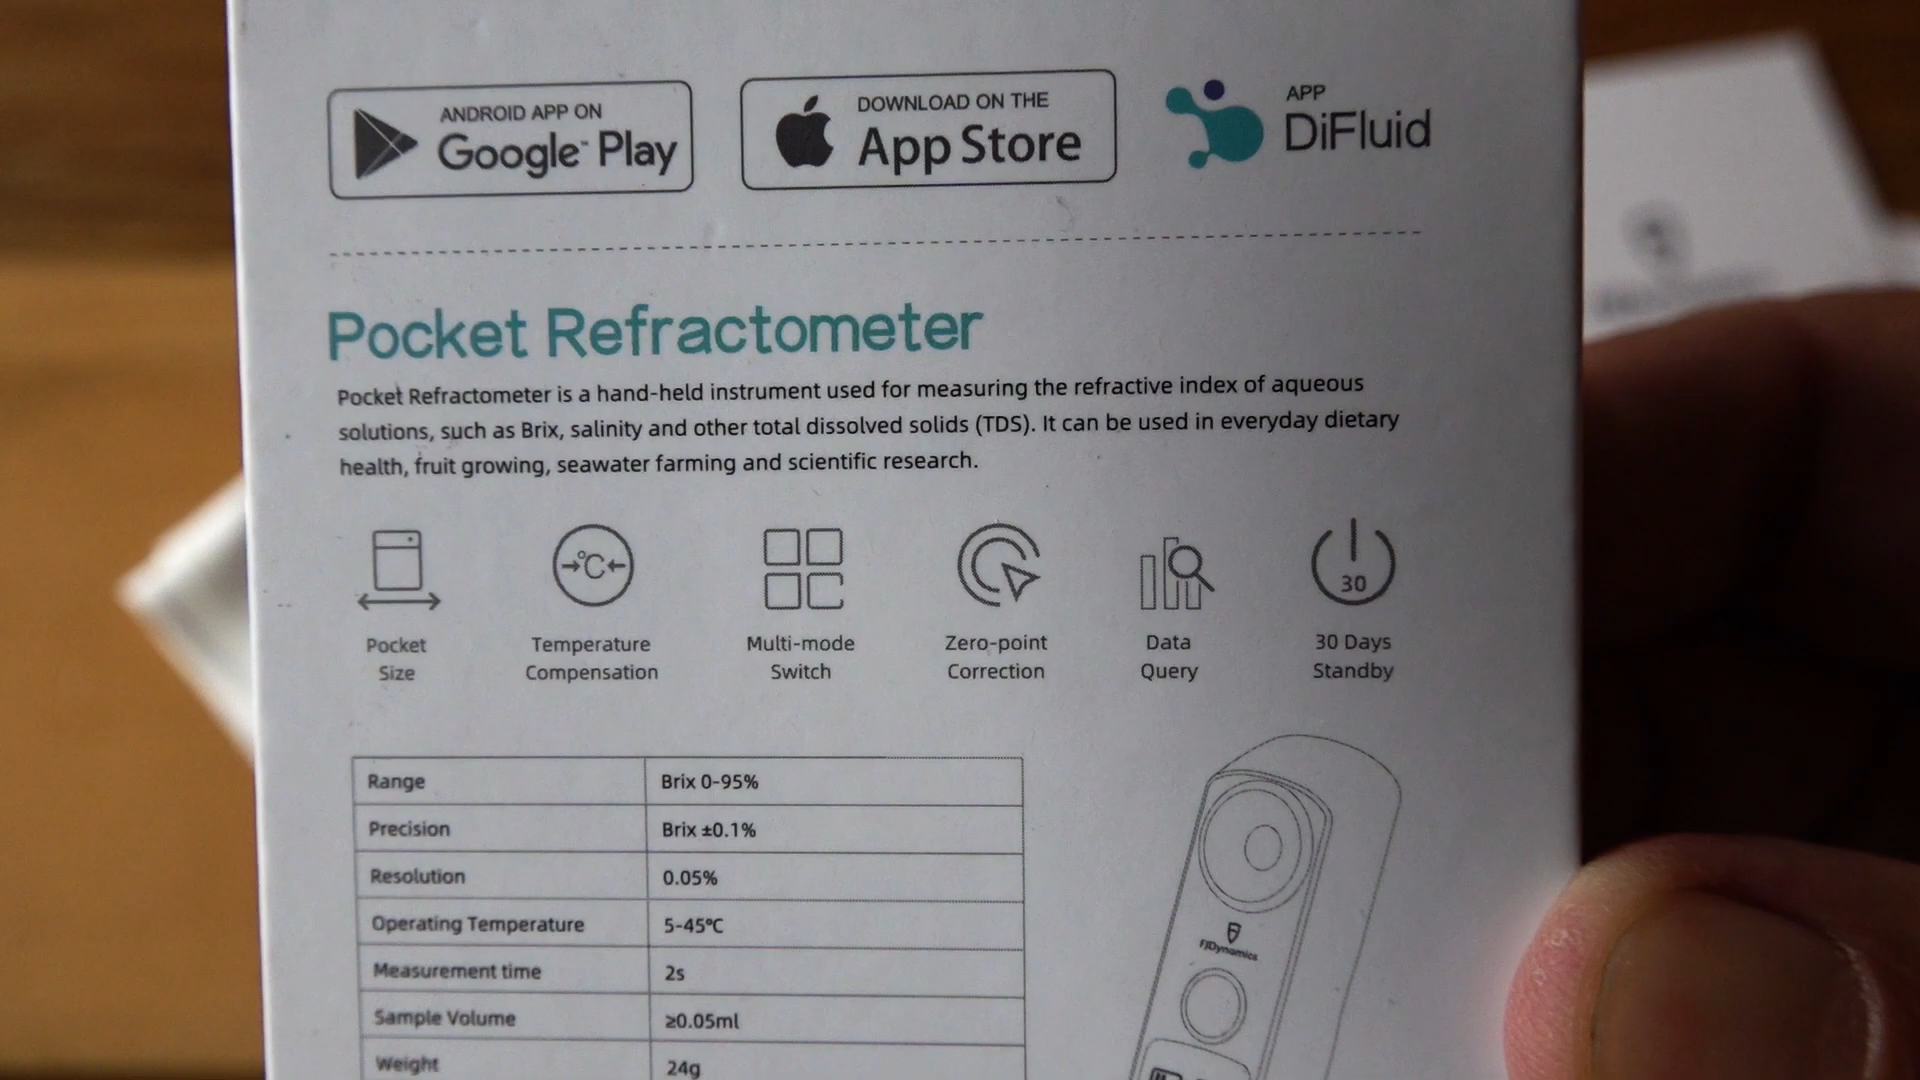 ANDROID APP ON
Google™ Play
DOWNLOAD ON THE
App Store
APP
DiFluid
Pocket Refractometer
Pocket Refractometer is a hand-held instrument used for measuring the refractive index of aqueous
solutions, such as Brix, salinity and other total dissolved solids (TDS). It can be used in everyday dietary
health, fruit growing, seawater farming and scientific research.
→°C←
30
Pocket
Size
Temperature
Compensation
Multi-mode
Switch
Zero-point
Correction
Data
Query
30 Days
Standby
Range Brix 0-95%
Precision Brix ±0.1%
Resolution 0.05%
Operating Temperature 5-45℃
Measurement time 2s
Sample Volume ≥0.05ml
Weight 24g
FJDynamics